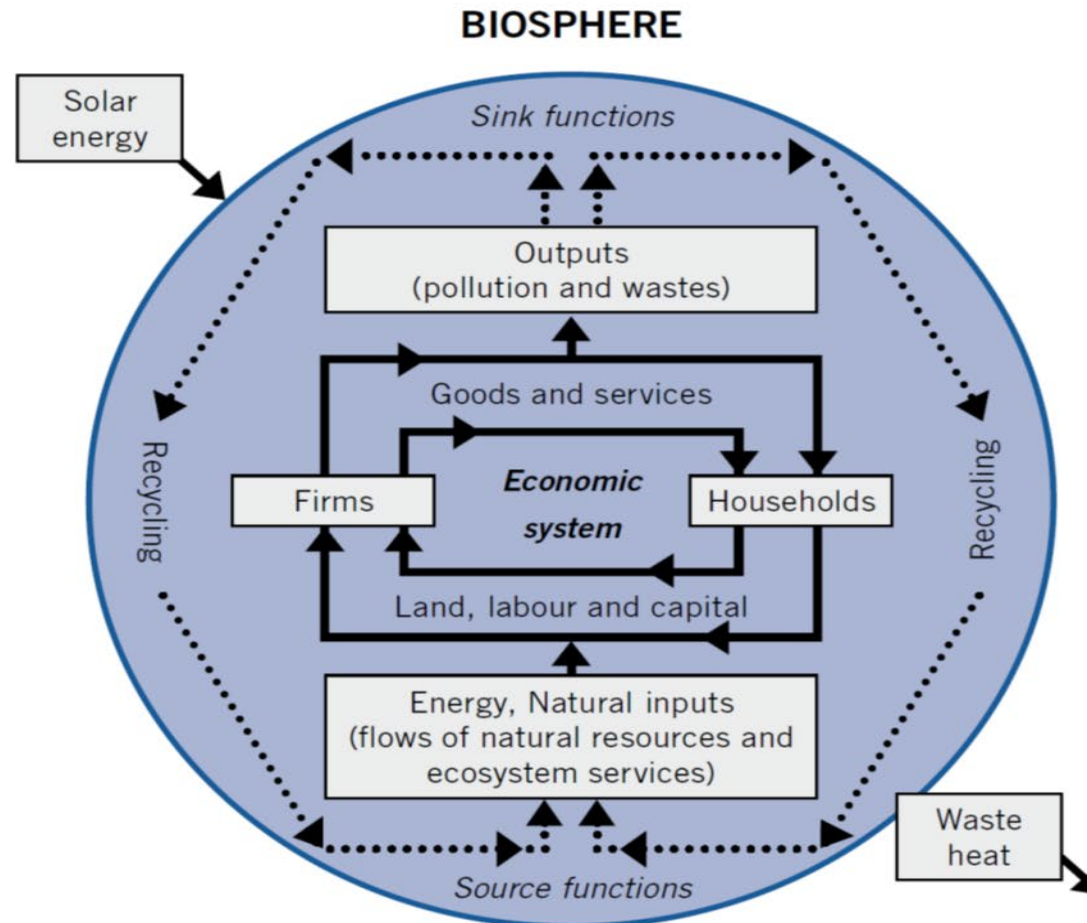 BIOSPHERE
Solar
energy
Sink functions
Outputs
(pollution and wastes)
Goods and services
Recycling
Firms
Economic
system
Households
Recycling
Land, labour and capital
Energy, Natural inputs
(flows of natural resources and
ecosystem services)
Source functions
Waste
heat